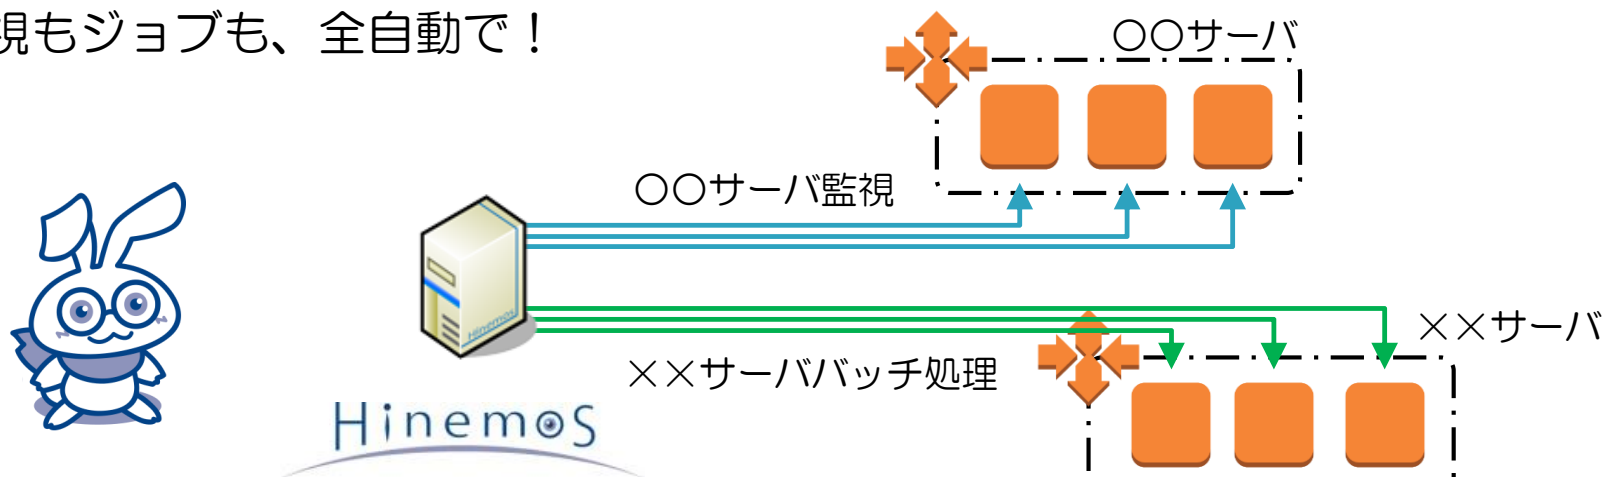 視もジョブも、全自動で！
〇〇サーバ
〇〇サーバ監視
Hinemos
××サーバ
××サーババッチ処理
Hinemos